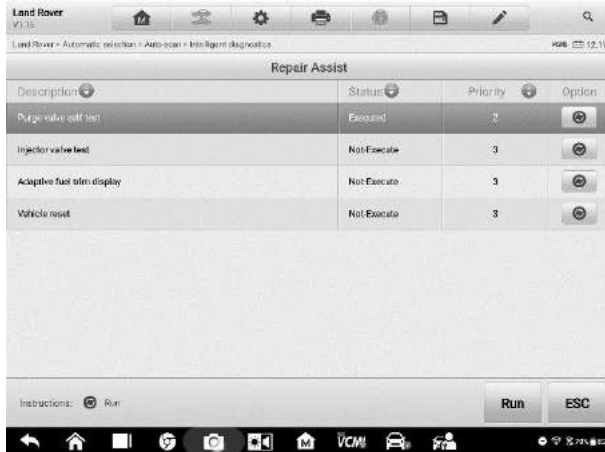 Land Rover
V1.15
Land Rover > Automatic selection > Auto-scan > Intelligent diagnostics
Repair Assist
Description Status Priority Option
Purge valve self test Executed 2
Injector valve test Not-Execute 3
Adaptive fuel trim display Not-Execute 3
Vehicle reset Not-Execute 3
Instructions: Run
Run ESC
M VCMI